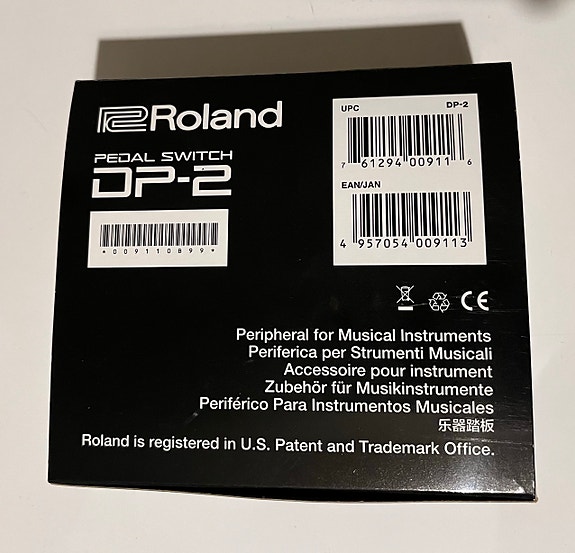 Roland
PEDAL SWITCH
DP-2
*009110899*
UPC DP-2
7 61294 00911 6
EAN/JAN
4 957054 009113
CE
Peripheral for Musical Instruments
Periferica per Strumenti Musicali
Accessoire pour instrument
Zubehör für Musikinstrumente
Periférico Para Instrumentos Musicales
乐器踏板
Roland is registered in U.S. Patent and Trademark Office.